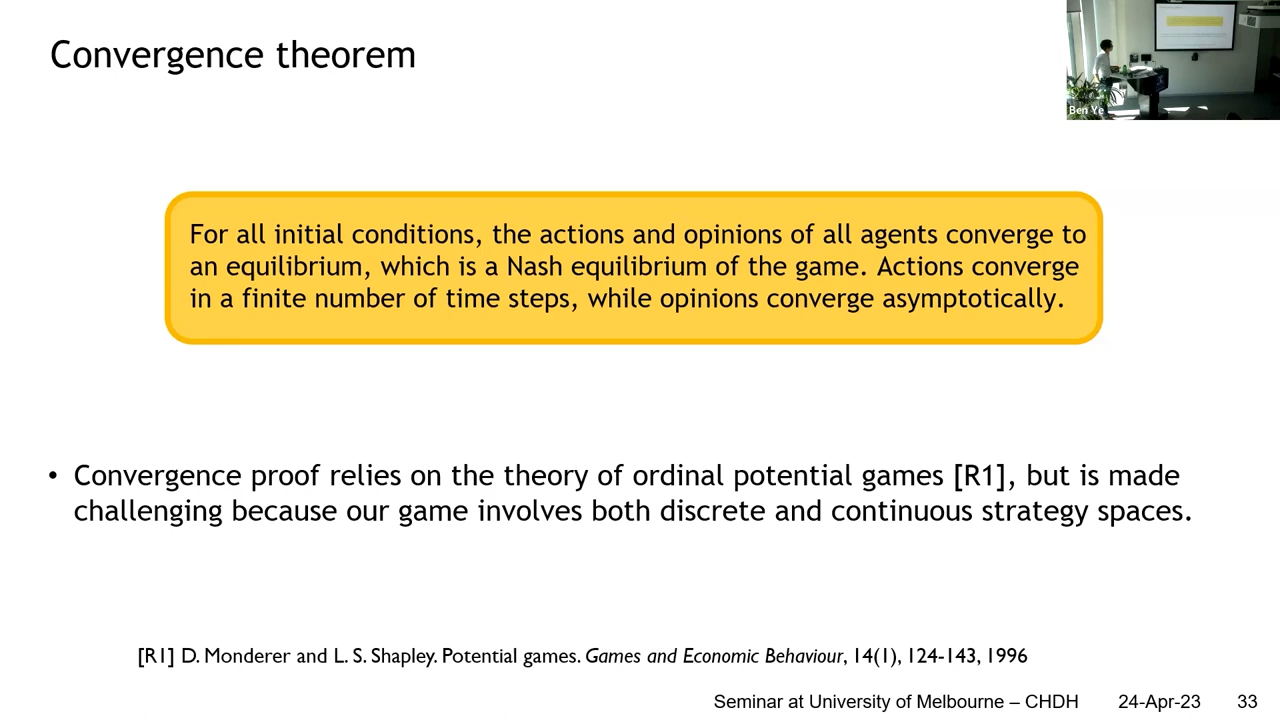 Convergence theorem
Ben Ye
For all initial conditions, the actions and opinions of all agents converge to
an equilibrium, which is a Nash equilibrium of the game. Actions converge
in a finite number of time steps, while opinions converge asymptotically.
• Convergence proof relies on the theory of ordinal potential games [R1], but is made
challenging because our game involves both discrete and continuous strategy spaces.
[R1] D. Monderer and L. S. Shapley. Potential games. Games and Economic Behaviour, 14(1), 124-143, 1996
Seminar at University of Melbourne – CHDH 24-Apr-23 33